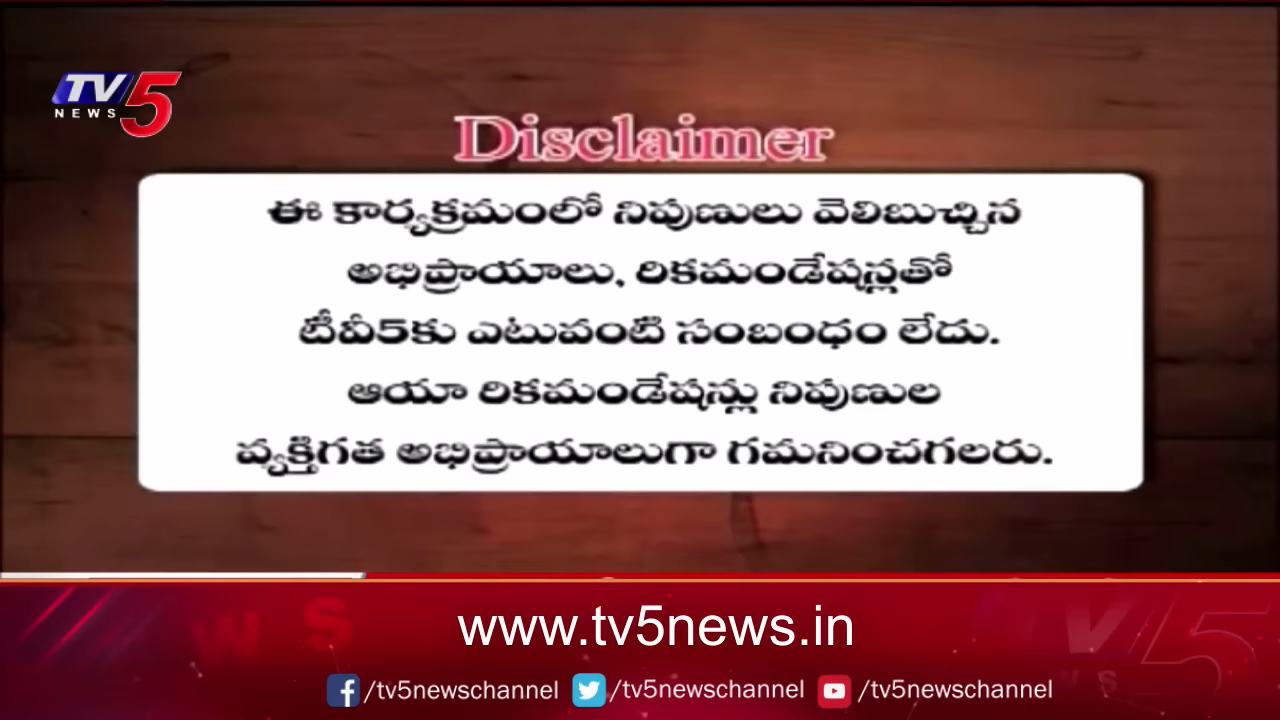 TV5
NEWS
Disclaimer
ఈ కార్యక్రమంలో నిపుణులు వెలిబుచ్చిన
అభిప్రాయాలు, రికమండేషన్లతో
టీవీ5కు ఎటువంటి సంబంధం లేదు.
ఆయా రికమండేషన్లు నిపుణుల
వ్యక్తిగత అభిప్రాయాలుగా గమనించగలరు.
www.tv5news.in
/tv5newschannel /tv5newschannel /tv5newschannel